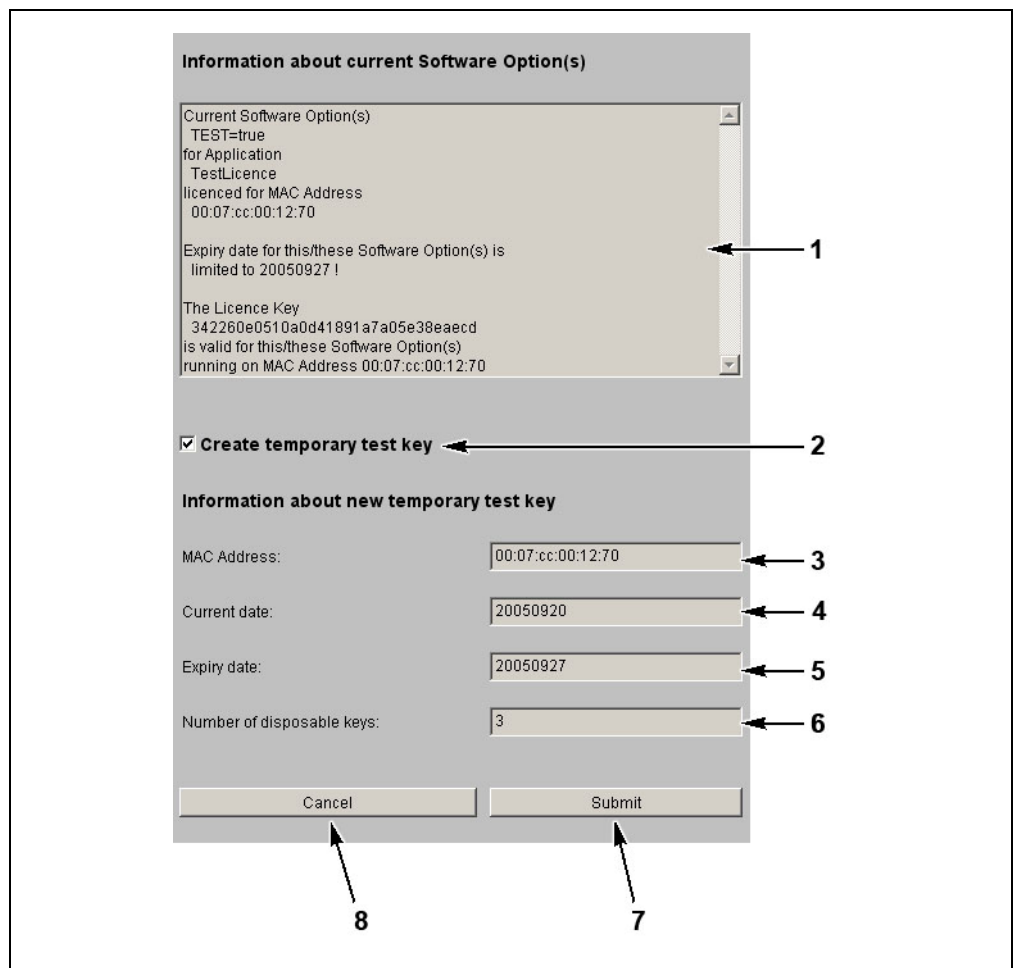 Information about current Software Option(s)
Current Software Option(s)
TEST=true
for Application
TestLicence
licenced for MAC Address
00:07:cc:00:12:70
Expiry date for this/these Software Option(s) is
limited to 20050927 !
The Licence Key
342260e0510a0d41891a7a05e38eaecd
is valid for this/these Software Option(s)
running on MAC Address 00:07:cc:00:12:70
1
Create temporary test key
2
Information about new temporary test key
MAC Address: 00:07:cc:00:12:70 3
Current date: 20050920 4
Expiry date: 20050927 5
Number of disposable keys: 3 6
Cancel Submit
8 7